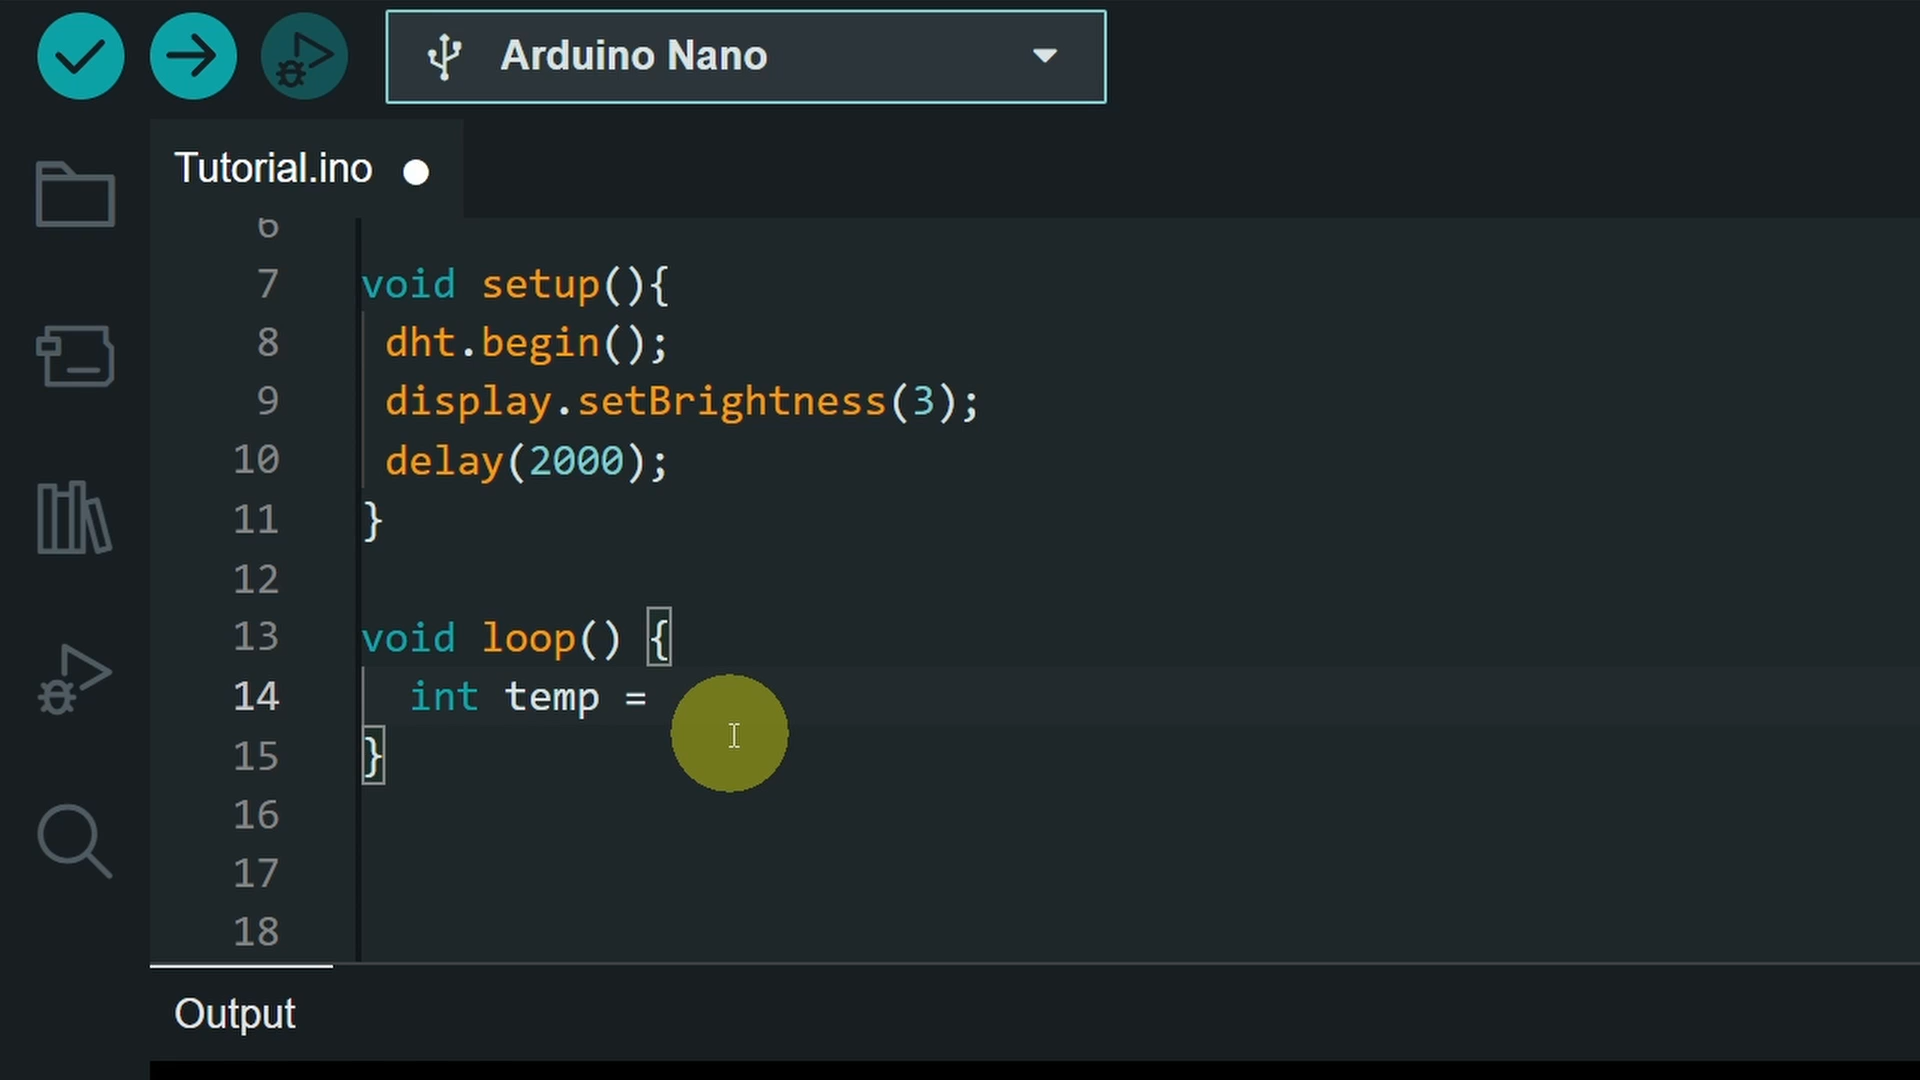 Arduino Nano
Tutorial.ino
6
7 void setup(){
8 dht.begin();
9 display.setBrightness(3);
10 delay(2000);
11 }
12
13 void loop() {
14 int temp =
15 }
16
17
18
Output